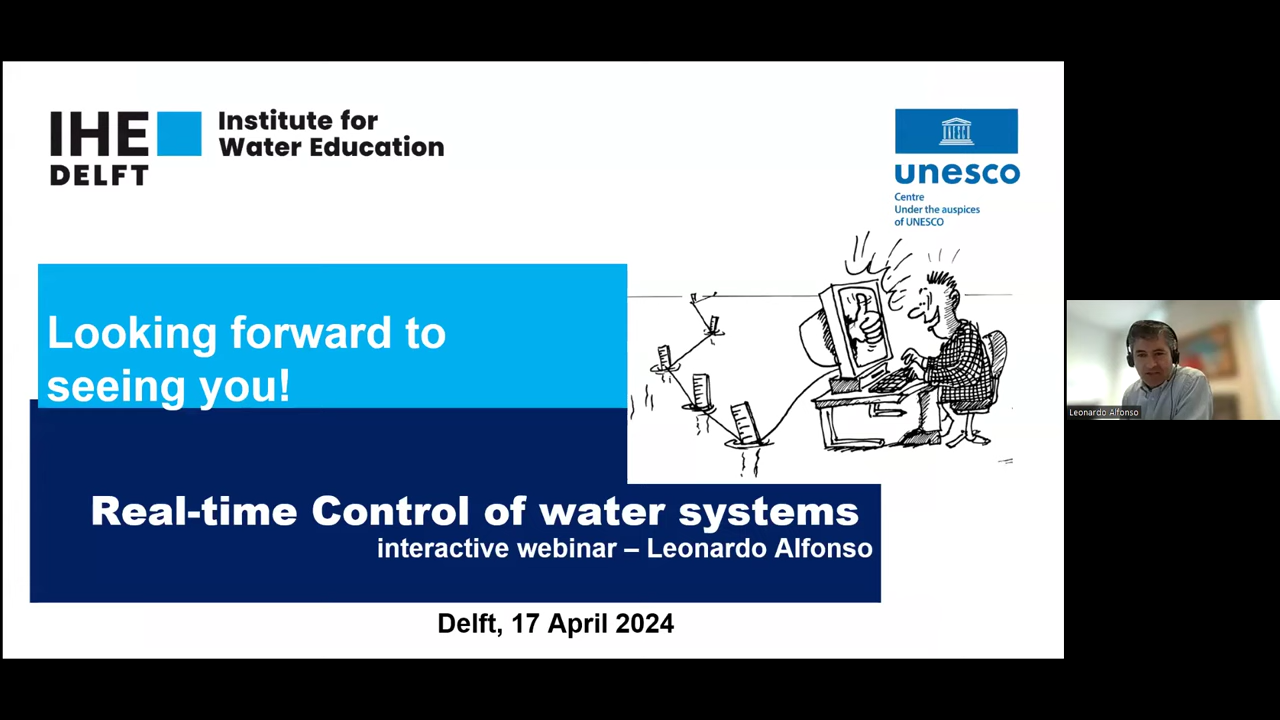 IHE
DELFT
Institute for
Water Education
unesco
Centre
Under the auspices
of UNESCO
Looking forward to
seeing you!
Real-time Control of water systems
interactive webinar – Leonardo Alfonso
Delft, 17 April 2024
Leonardo Alfonso